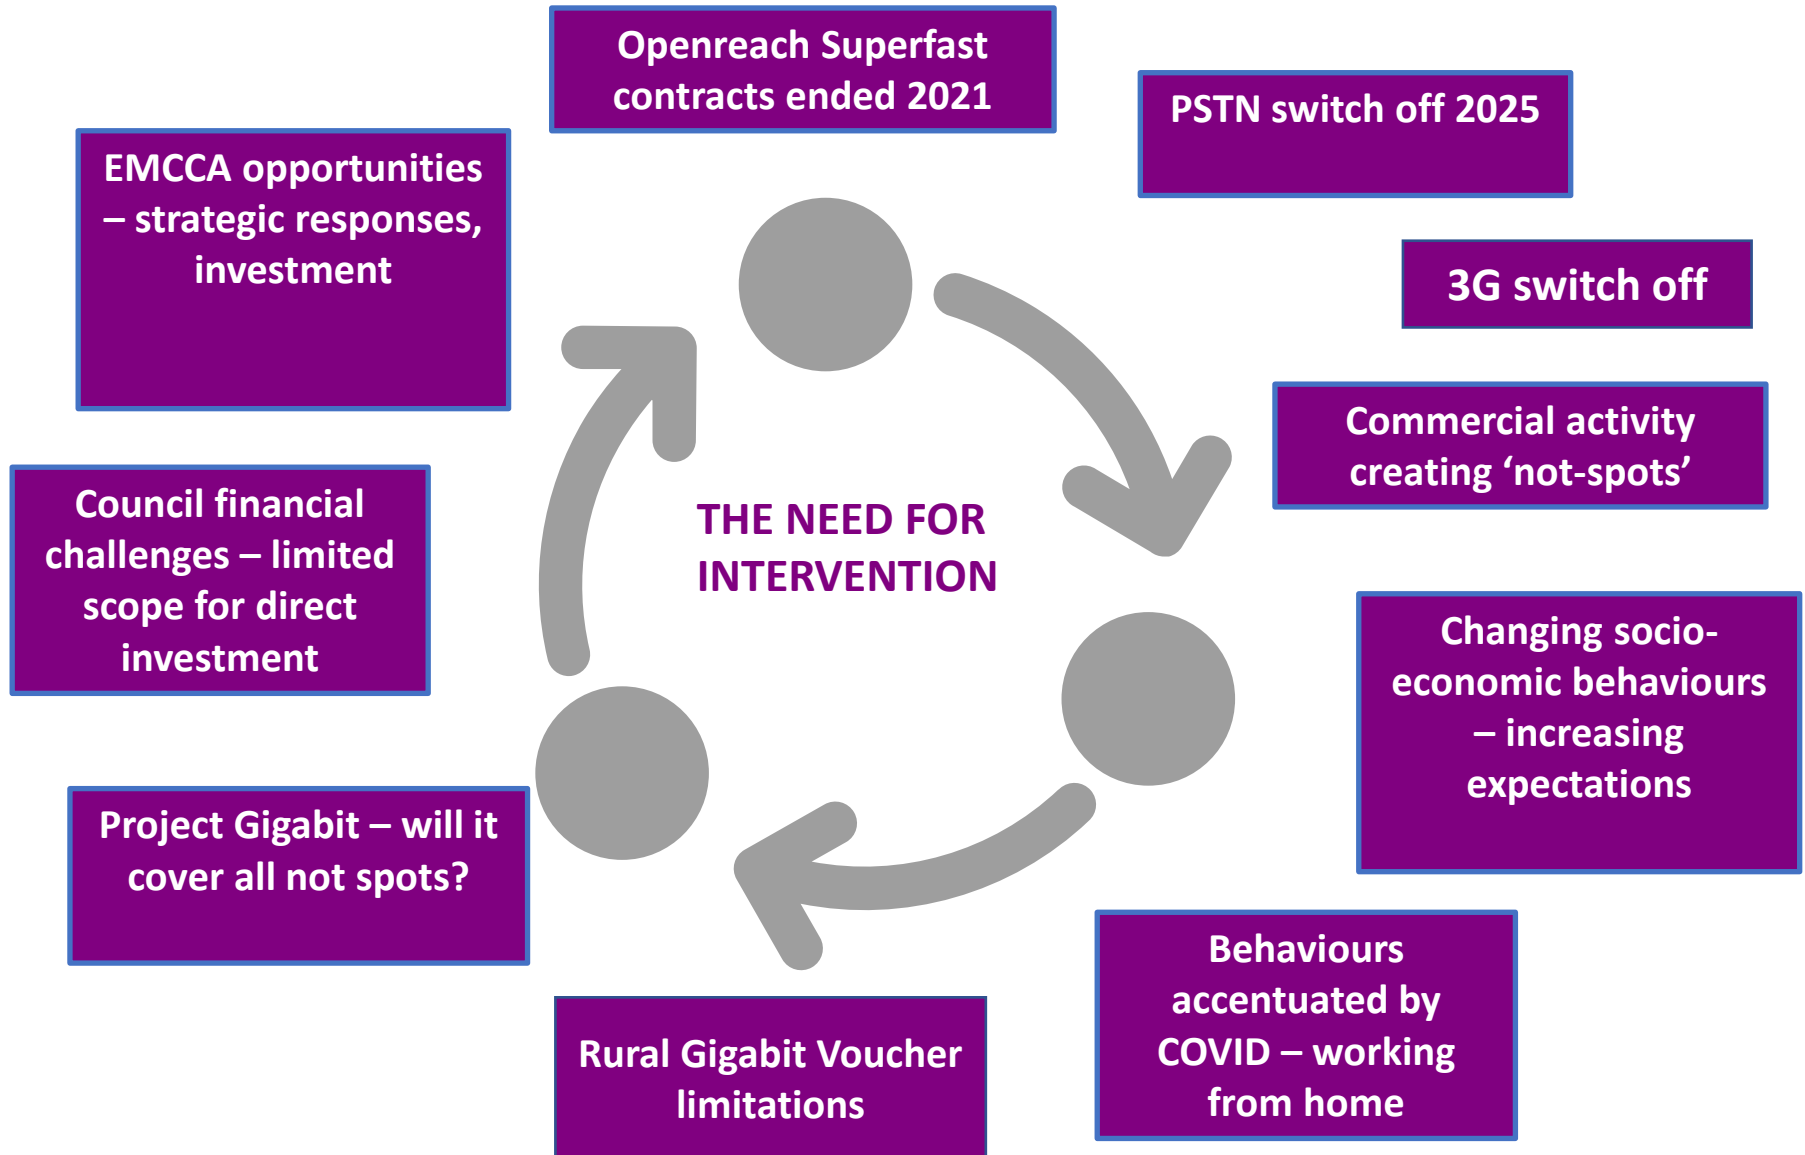 Openreach Superfast
contracts ended 2021
PSTN switch off 2025
3G switch off
Commercial activity
creating ‘not-spots’
Changing socio-
economic behaviours
– increasing
expectations
Behaviours
accentuated by
COVID – working
from home
Rural Gigabit Voucher
limitations
Project Gigabit – will it
cover all not spots?
Council financial
challenges – limited
scope for direct
investment
EMCCA opportunities
– strategic responses,
investment
THE NEED FOR
INTERVENTION